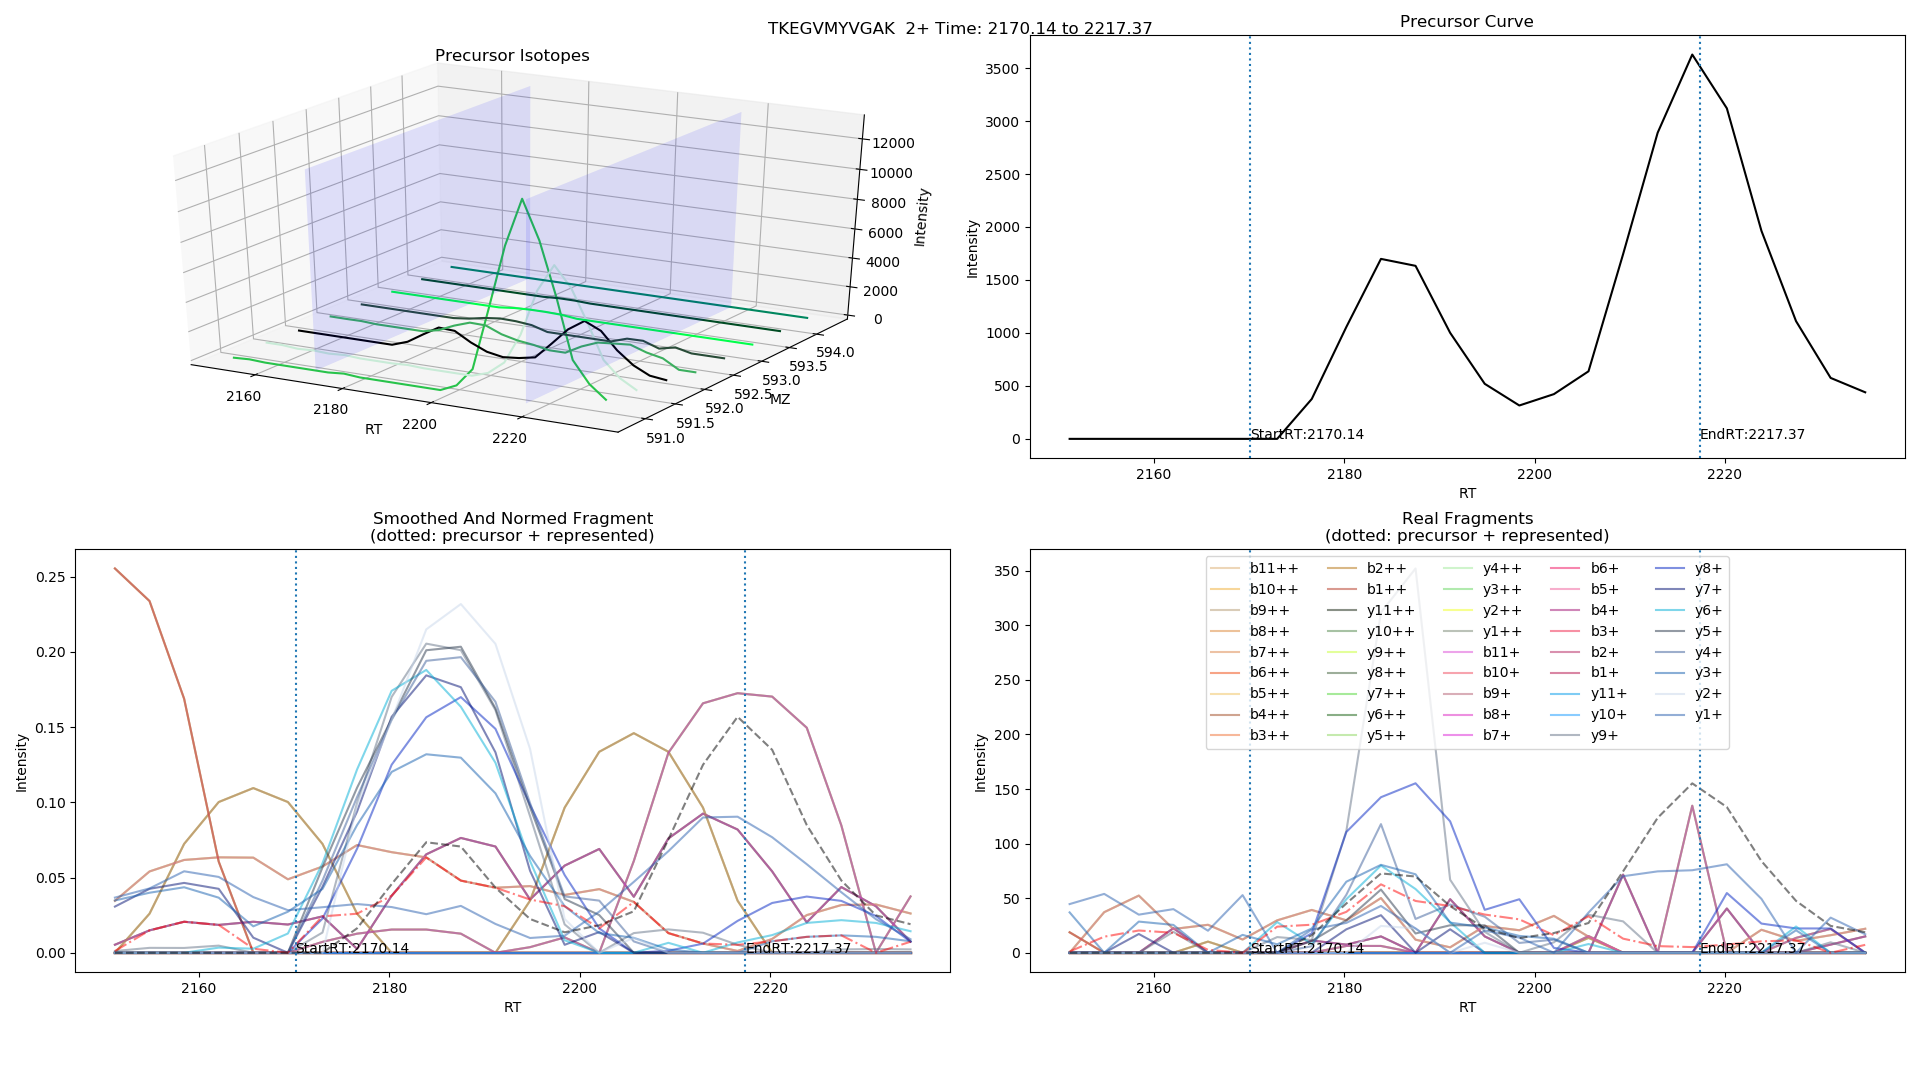 TKEGVMYVGAK  2+ Time: 2170.14 to 2217.37
Precursor Isotopes
12000
10000
8000
6000
4000
2000
0
Intensity
2160
2180
2200
2220
RT
591.0
591.5
592.0
592.5
593.0
593.5
594.0
MZ
Precursor Curve
3500
3000
2500
2000
1500
1000
500
0
Intensity
StartRT:2170.14
EndRT:2217.37
2160
2180
2200
2220
RT
Smoothed And Normed Fragment
(dotted: precursor + represented)
0.25
0.20
0.15
0.10
0.05
0.00
Intensity
StartRT:2170.14
EndRT:2217.37
2160
2180
2200
2220
RT
Real Fragments
(dotted: precursor + represented)
350
300
250
200
150
100
50
0
Intensity
b11++
b10++
b9++
b8++
b7++
b6++
b5++
b4++
b3++
b2++
b1++
y11++
y10++
y9++
y8++
y7++
y6++
y5++
y4++
y3++
y2++
y1++
b11+
b10+
b9+
b8+
b7+
b6+
b5+
b4+
b3+
b2+
b1+
y11+
y10+
y9+
y8+
y7+
y6+
y5+
y4+
y3+
y2+
y1+
StartRT:2170.14
EndRT:2217.37
2160
2180
2200
2220
RT